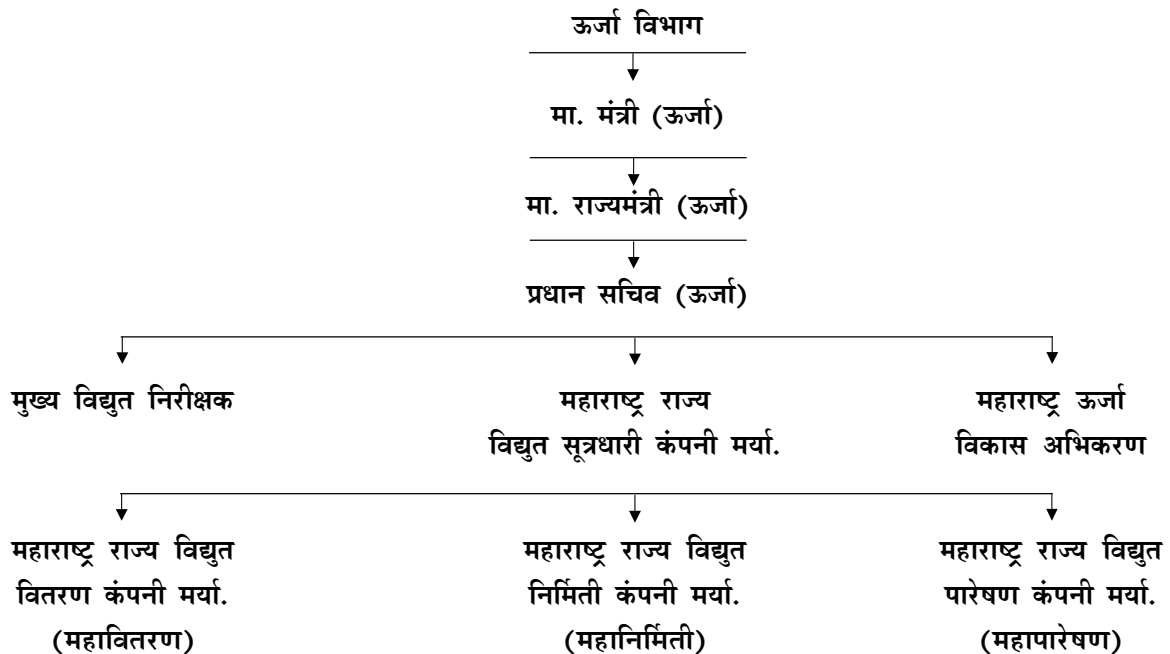 ऊर्जा विभाग
मा. मंत्री (ऊर्जा)
मा. राज्यमंत्री (ऊर्जा)
प्रधान सचिव (ऊर्जा)
मुख्य विद्युत निरीक्षक
महाराष्ट्र राज्य
विद्युत सूत्रधारी कंपनी मर्या.
महाराष्ट्र ऊर्जा
विकास अभिकरण
महाराष्ट्र राज्य विद्युत
वितरण कंपनी मर्या.
(महावितरण)
महाराष्ट्र राज्य विद्युत
निर्मिती कंपनी मर्या.
(महानिर्मिती)
महाराष्ट्र राज्य विद्युत
पारेषण कंपनी मर्या.
(महापारेषण)